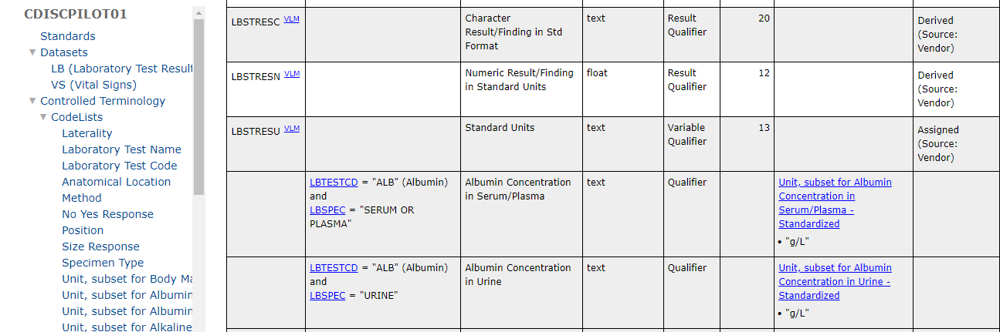 CDISCPILOT01
Standards
Datasets
LB (Laboratory Test Result
VS (Vital Signs)
Controlled Terminology
CodeLists
Laterality
Laboratory Test Name
Laboratory Test Code
Anatomical Location
Method
No Yes Response
Position
Size Response
Specimen Type
Unit, subset for Body Ma
Unit, subset for Albumin
Unit, subset for Albumin
Unit, subset for Alkaline
LBSTRESC VLM
Character
Result/Finding in Std
Format
text
Result
Qualifier
20
Derived
(Source:
Vendor)
LBSTRESN VLM
Numeric Result/Finding
in Standard Units
float
Result
Qualifier
12
Derived
(Source:
Vendor)
LBSTRESU VLM
Standard Units
text
Variable
Qualifier
13
Assigned
(Source:
Vendor)
LBTESTCD = "ALB" (Albumin)
and
LBSPEC = "SERUM OR
PLASMA"
Albumin Concentration
in Serum/Plasma
text
Qualifier
Unit, subset for Albumin
Concentration in
Serum/Plasma -
Standardized
• "g/L"
LBTESTCD = "ALB" (Albumin)
and
LBSPEC = "URINE"
Albumin Concentration
in Urine
text
Qualifier
Unit, subset for Albumin
Concentration in Urine -
Standardized
• "g/L"